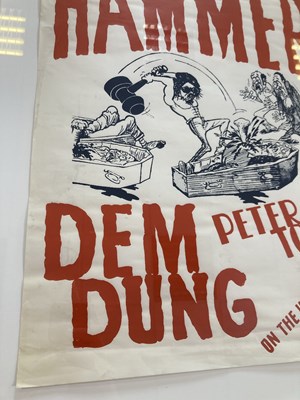 HAMMER
DEM
DUNG
PETER
TO
ON THE